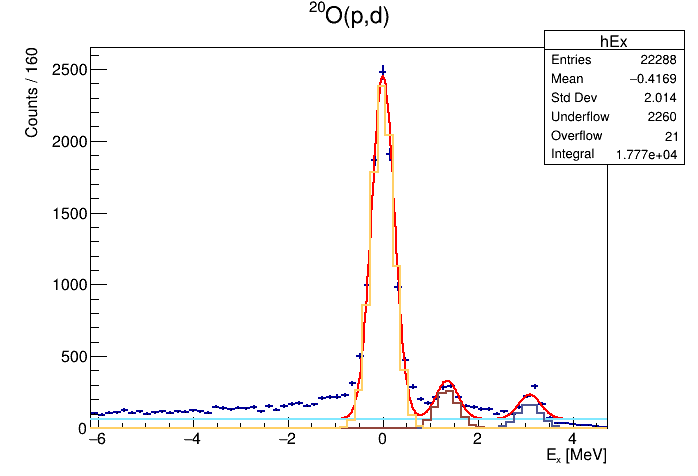 ²⁰O(p,d)
hEx
Entries 22288
Mean −0.4169
Std Dev 2.014
Underflow 2260
Overflow 21
Integral 1.777e+04
Counts / 160
2500
2000
1500
1000
500
0
−6 −4 −2 0 2 4
Eₓ [MeV]